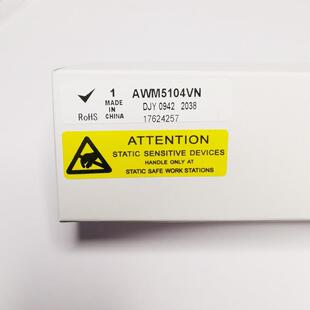 1 AWM5104VN
MADE IN CHINA DJY 0942 2038
RoHS 17624257
ATTENTION
STATIC SENSITIVE DEVICES
HANDLE ONLY AT
STATIC SAFE WORK STATIONS